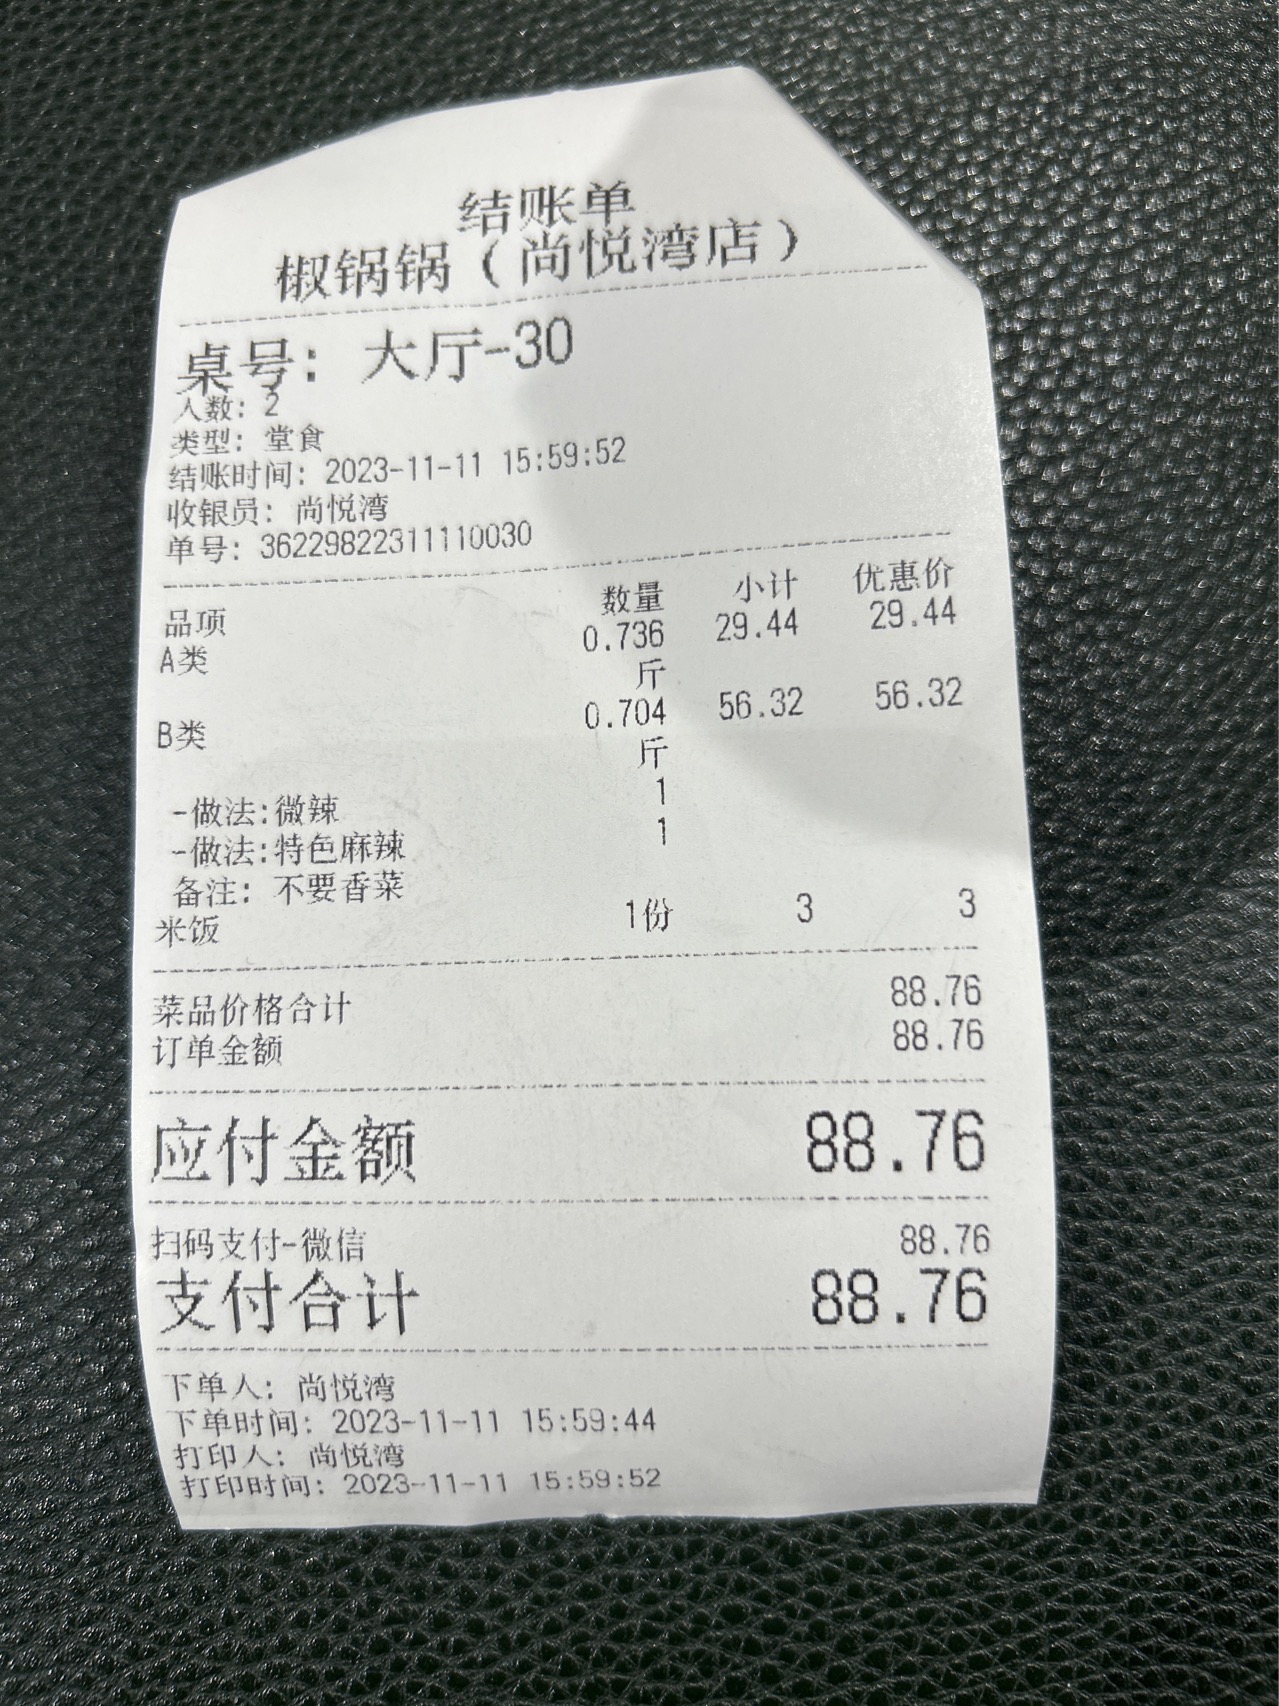 结账单
椒锅锅（尚悦湾店）
桌号： 大厅-30
人数: 2
类型: 堂食
结账时间: 2023-11-11 15:59:52
收银员: 尚悦湾
单号: 36229822311110030
品项 数量 小计 优惠价
A类 0.736斤 29.44 29.44
B类 0.704斤 56.32 56.32
-做法:微辣 1
-做法:特色麻辣 1
备注: 不要香菜
米饭 1份 3 3
菜品价格合计 88.76
订单金额 88.76
应付金额 88.76
扫码支付-微信 88.76
支付合计 88.76
下单人: 尚悦湾
下单时间: 2023-11-11 15:59:44
打印人: 尚悦湾
打印时间: 2023-11-11 15:59:52